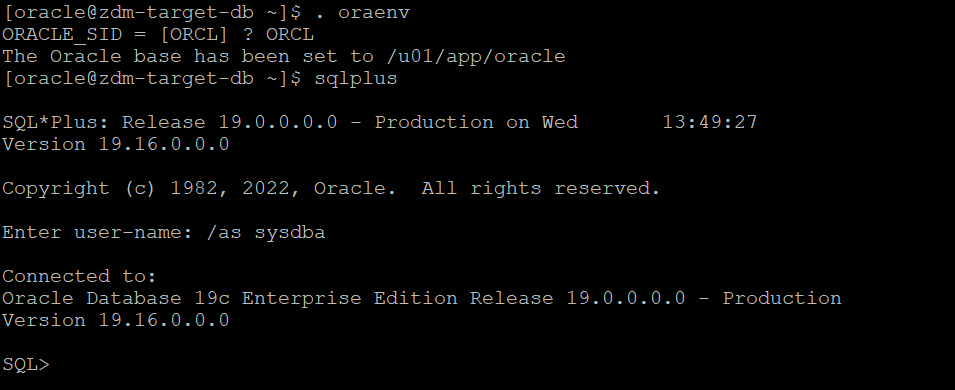 [oracle@zdm-target-db ~]$ . oraenv
ORACLE_SID = [ORCL] ? ORCL
The Oracle base has been set to /u01/app/oracle
[oracle@zdm-target-db ~]$ sqlplus
SQL*Plus: Release 19.0.0.0.0 - Production on Wed 13:49:27
Version 19.16.0.0.0
Copyright (c) 1982, 2022, Oracle.  All rights reserved.
Enter user-name: /as sysdba
Connected to:
Oracle Database 19c Enterprise Edition Release 19.0.0.0.0 - Production
Version 19.16.0.0.0
SQL>